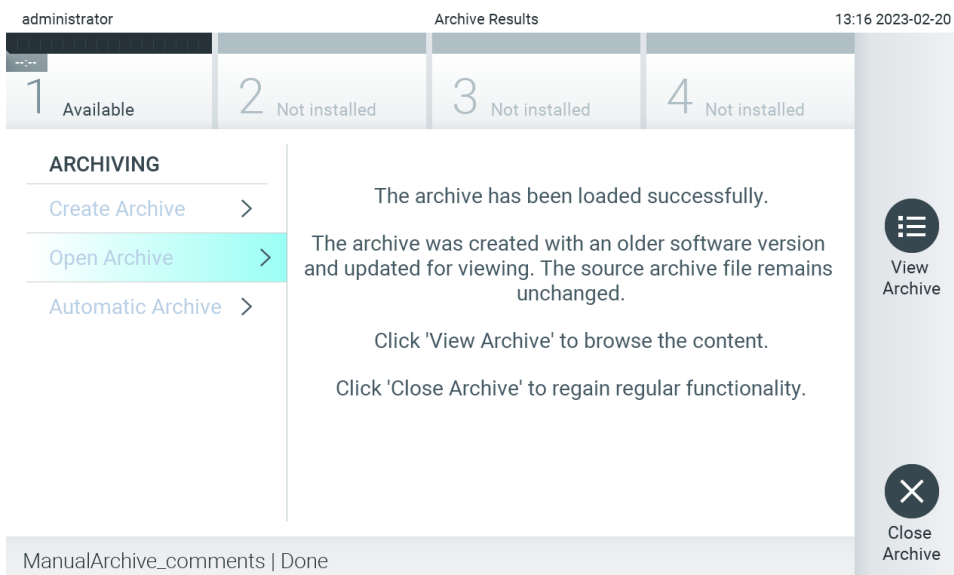 administrator
Archive Results
13:16 2023-02-20
--:--
1 Available
2 Not installed
3 Not installed
4 Not installed
ARCHIVING
Create Archive
Open Archive
Automatic Archive
The archive has been loaded successfully.
The archive was created with an older software version
and updated for viewing. The source archive file remains
unchanged.
Click 'View Archive' to browse the content.
Click 'Close Archive' to regain regular functionality.
View
Archive
Close
Archive
ManualArchive_comments | Done